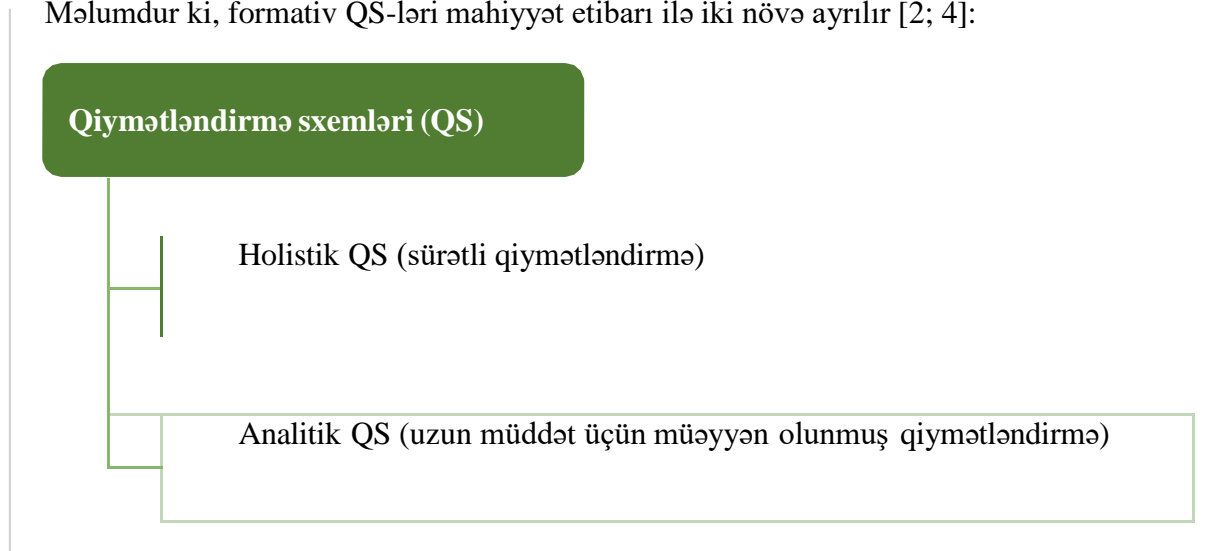 Məlumdur ki, formativ QS-ləri mahiyyət etibarı ilə iki növə ayrılır [2; 4]:
Qiymətləndirmə sxemləri (QS)
Holistik QS (sürətli qiymətləndirmə)
Analitik QS (uzun müddət üçün müəyyən olunmuş qiymətləndirmə)